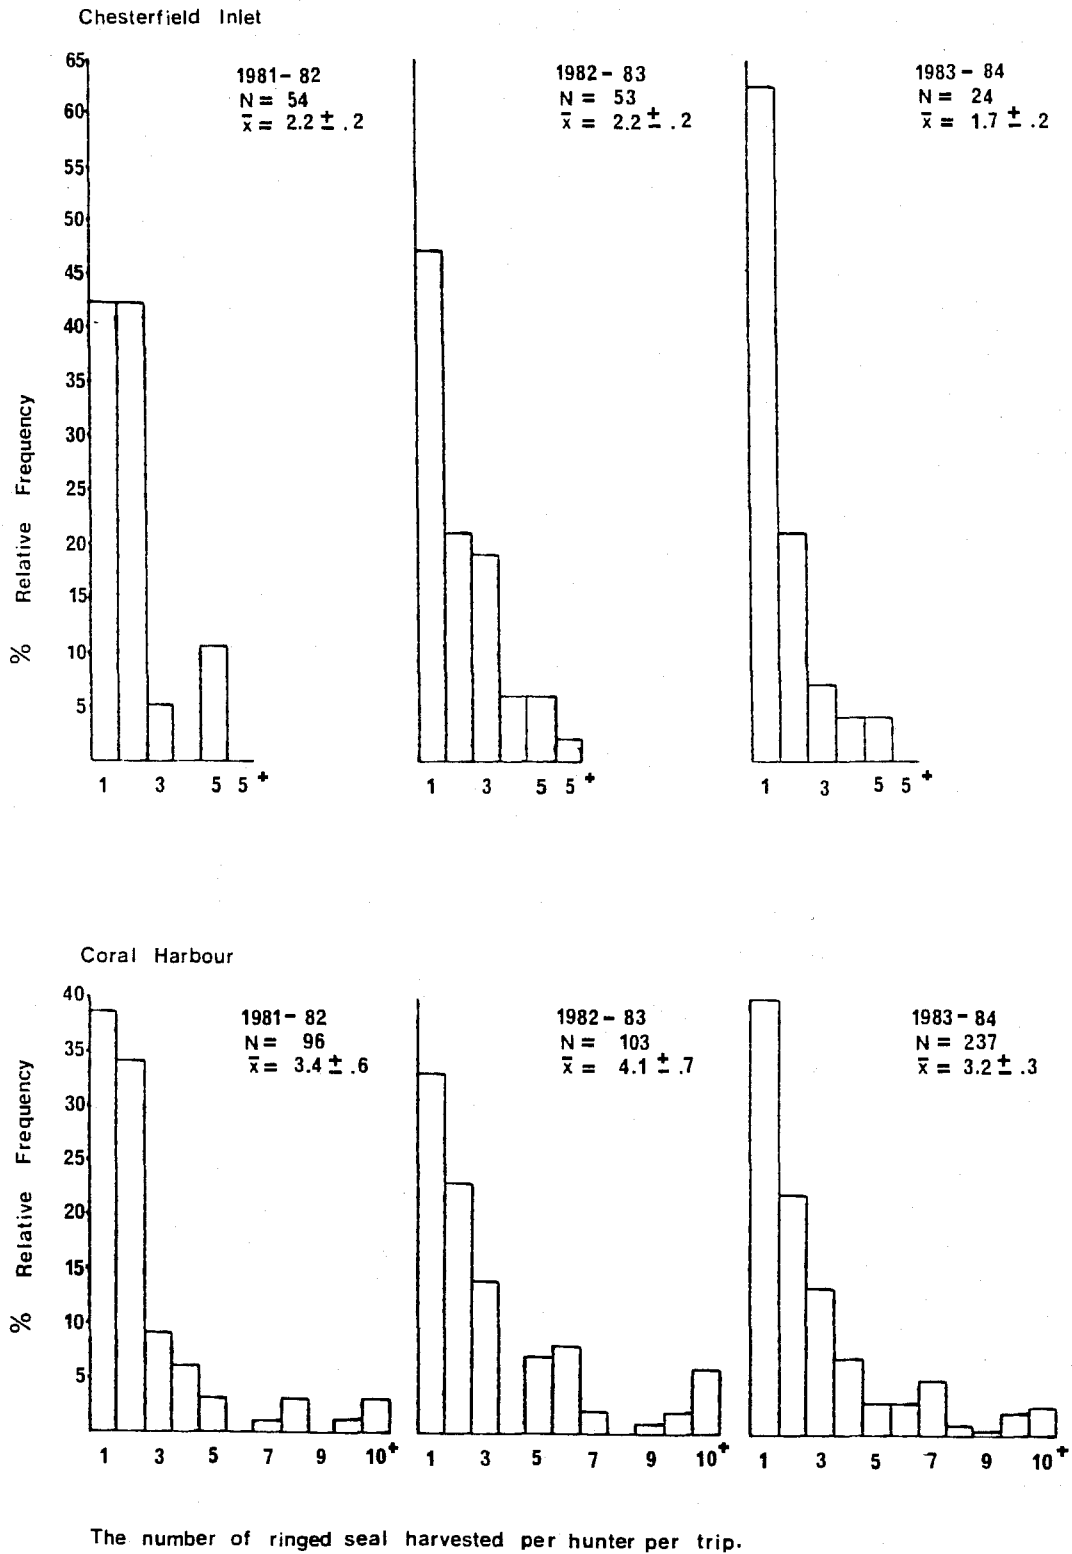 Chesterfield Inlet
1981-82
N = 54
x̄ = 2.2 ± .2
1982-83
N = 53
x̄ = 2.2 ± .2
1983-84
N = 24
x̄ = 1.7 ± .2
65
60
55
50
45
40
35
30
25
20
15
10
5
% Relative Frequency
1 3 5 5+
1 3 5 5+
1 3 5 5+
Coral Harbour
1981-82
N = 96
x̄ = 3.4 ± .6
1982-83
N = 103
x̄ = 4.1 ± .7
1983-84
N = 237
x̄ = 3.2 ± .3
40
35
30
25
20
15
10
5
% Relative Frequency
1 3 5 7 9 10+
1 3 5 7 9 10+
1 3 5 7 9 10+
The number of ringed seal harvested per hunter per trip.